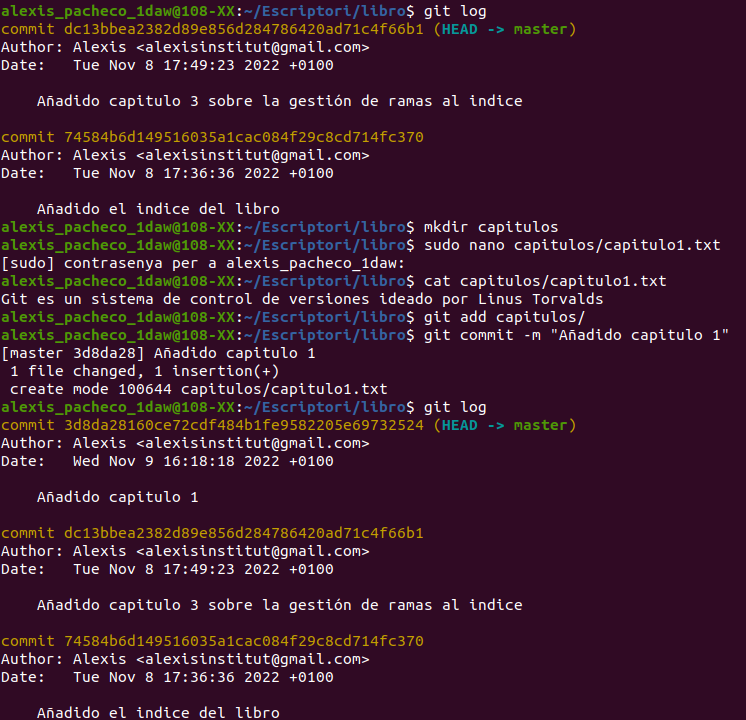 alexis_pacheco_1daw@108-XX:~/Escriptori/libro$ git log
commit dc13bbea2382d89e856d284786420ad71c4f66b1 (HEAD -> master)
Author: Alexis <alexisinstitut@gmail.com>
Date:   Tue Nov 8 17:49:23 2022 +0100
    Añadido capitulo 3 sobre la gestión de ramas al indice
commit 74584b6d149516035a1cac084f29c8cd714fc370
Author: Alexis <alexisinstitut@gmail.com>
Date:   Tue Nov 8 17:36:36 2022 +0100
    Añadido el indice del libro
alexis_pacheco_1daw@108-XX:~/Escriptori/libro$ mkdir capitulos
alexis_pacheco_1daw@108-XX:~/Escriptori/libro$ sudo nano capitulos/capitulo1.txt
[sudo] contrasenya per a alexis_pacheco_1daw:
alexis_pacheco_1daw@108-XX:~/Escriptori/libro$ cat capitulos/capitulo1.txt
Git es un sistema de control de versiones ideado por Linus Torvalds
alexis_pacheco_1daw@108-XX:~/Escriptori/libro$ git add capitulos/
alexis_pacheco_1daw@108-XX:~/Escriptori/libro$ git commit -m "Añadido capitulo 1"
[master 3d8da28] Añadido capitulo 1
 1 file changed, 1 insertion(+)
 create mode 100644 capitulos/capitulo1.txt
alexis_pacheco_1daw@108-XX:~/Escriptori/libro$ git log
commit 3d8da28160ce72cdf484b1fe9582205e69732524 (HEAD -> master)
Author: Alexis <alexisinstitut@gmail.com>
Date:   Wed Nov 9 16:18:18 2022 +0100
    Añadido capitulo 1
commit dc13bbea2382d89e856d284786420ad71c4f66b1
Author: Alexis <alexisinstitut@gmail.com>
Date:   Tue Nov 8 17:49:23 2022 +0100
    Añadido capitulo 3 sobre la gestión de ramas al indice
commit 74584b6d149516035a1cac084f29c8cd714fc370
Author: Alexis <alexisinstitut@gmail.com>
Date:   Tue Nov 8 17:36:36 2022 +0100
    Añadido el indice del libro